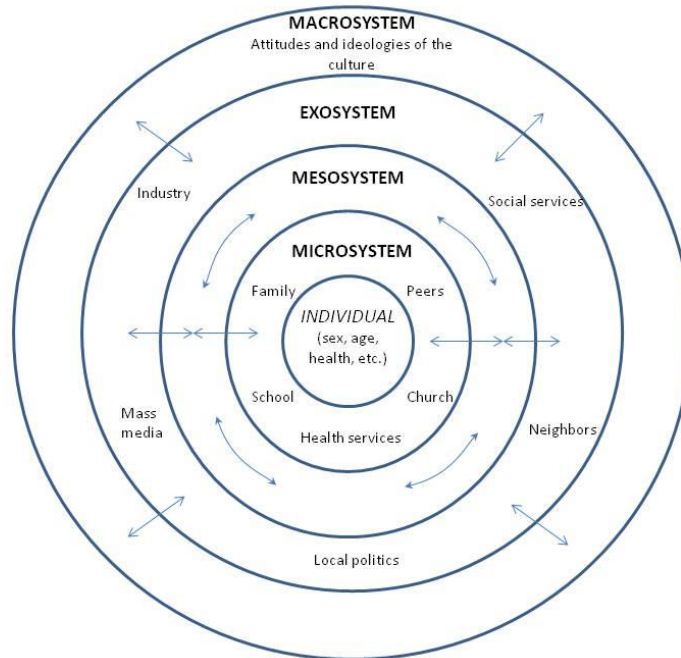 MACROSYSTEM
Attitudes and ideologies of the
culture
EXOSYSTEM
MESOSYSTEM
Industry
Social services
MICROSYSTEM
Family
Peers
INDIVIDUAL
(sex, age,
health, etc.)
School
Church
Mass
media
Health services
Neighbors
Local politics